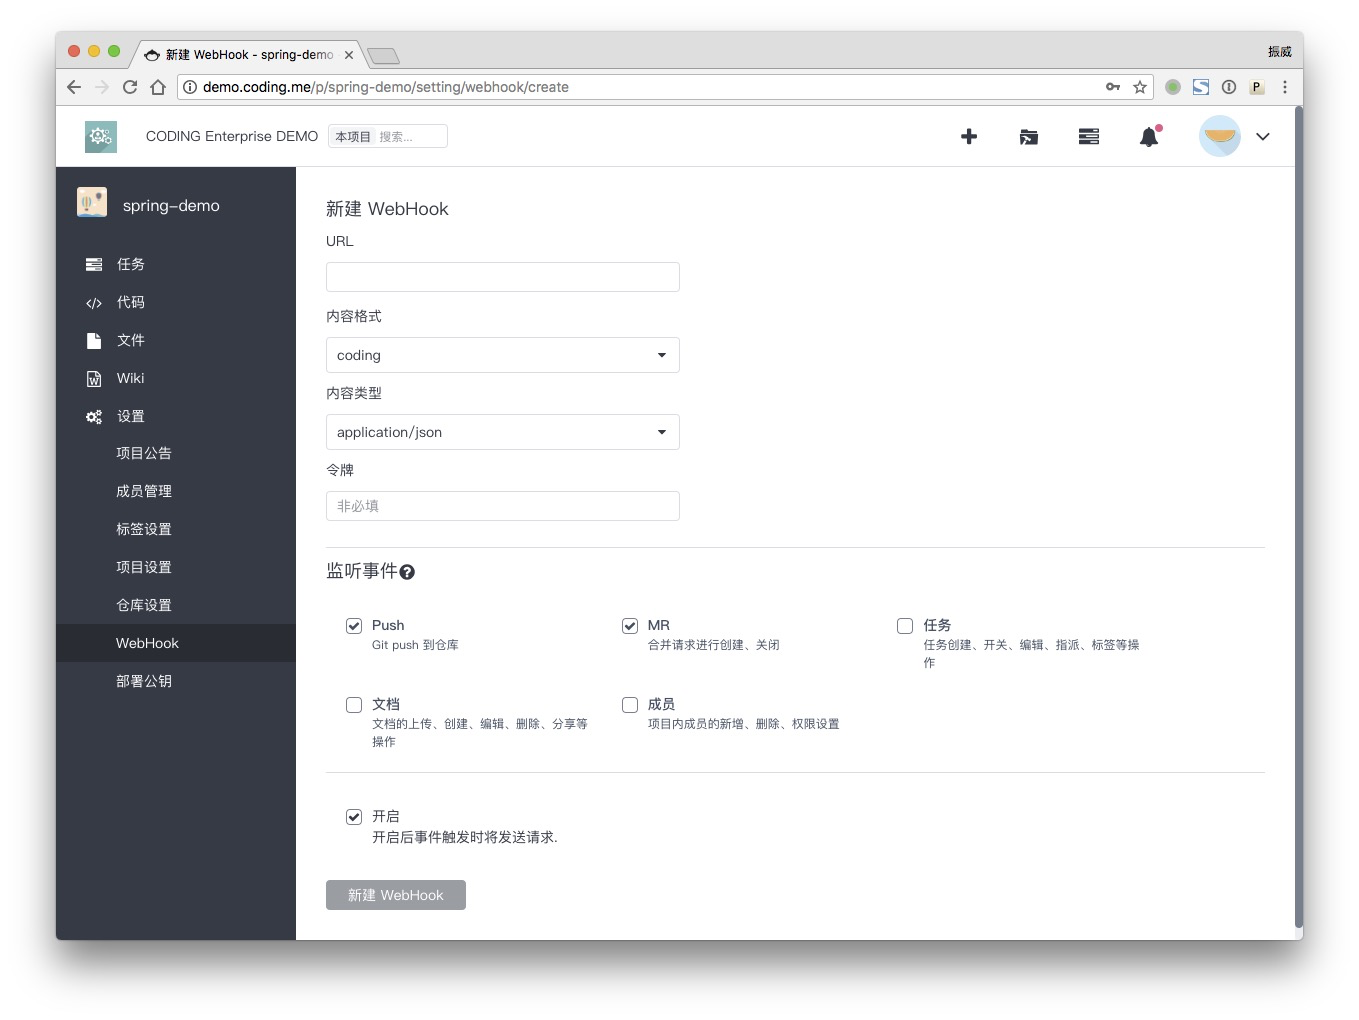 新建 WebHook - spring-demo
振威
demo.coding.me/p/spring-demo/setting/webhook/create
P
CODING Enterprise DEMO
本项目 搜索...
spring-demo
任务
代码
文件
Wiki
设置
项目公告
成员管理
标签设置
项目设置
仓库设置
WebHook
部署公钥
新建 WebHook
URL
内容格式
coding
内容类型
application/json
令牌
非必填
监听事件
Push
Git push 到仓库
MR
合并请求进行创建、关闭
任务
任务创建、开关、编辑、指派、标签等操
作
文档
文档的上传、创建、编辑、删除、分享等
操作
成员
项目内成员的新增、删除、权限设置
开启
开启后事件触发时将发送请求.
新建 WebHook